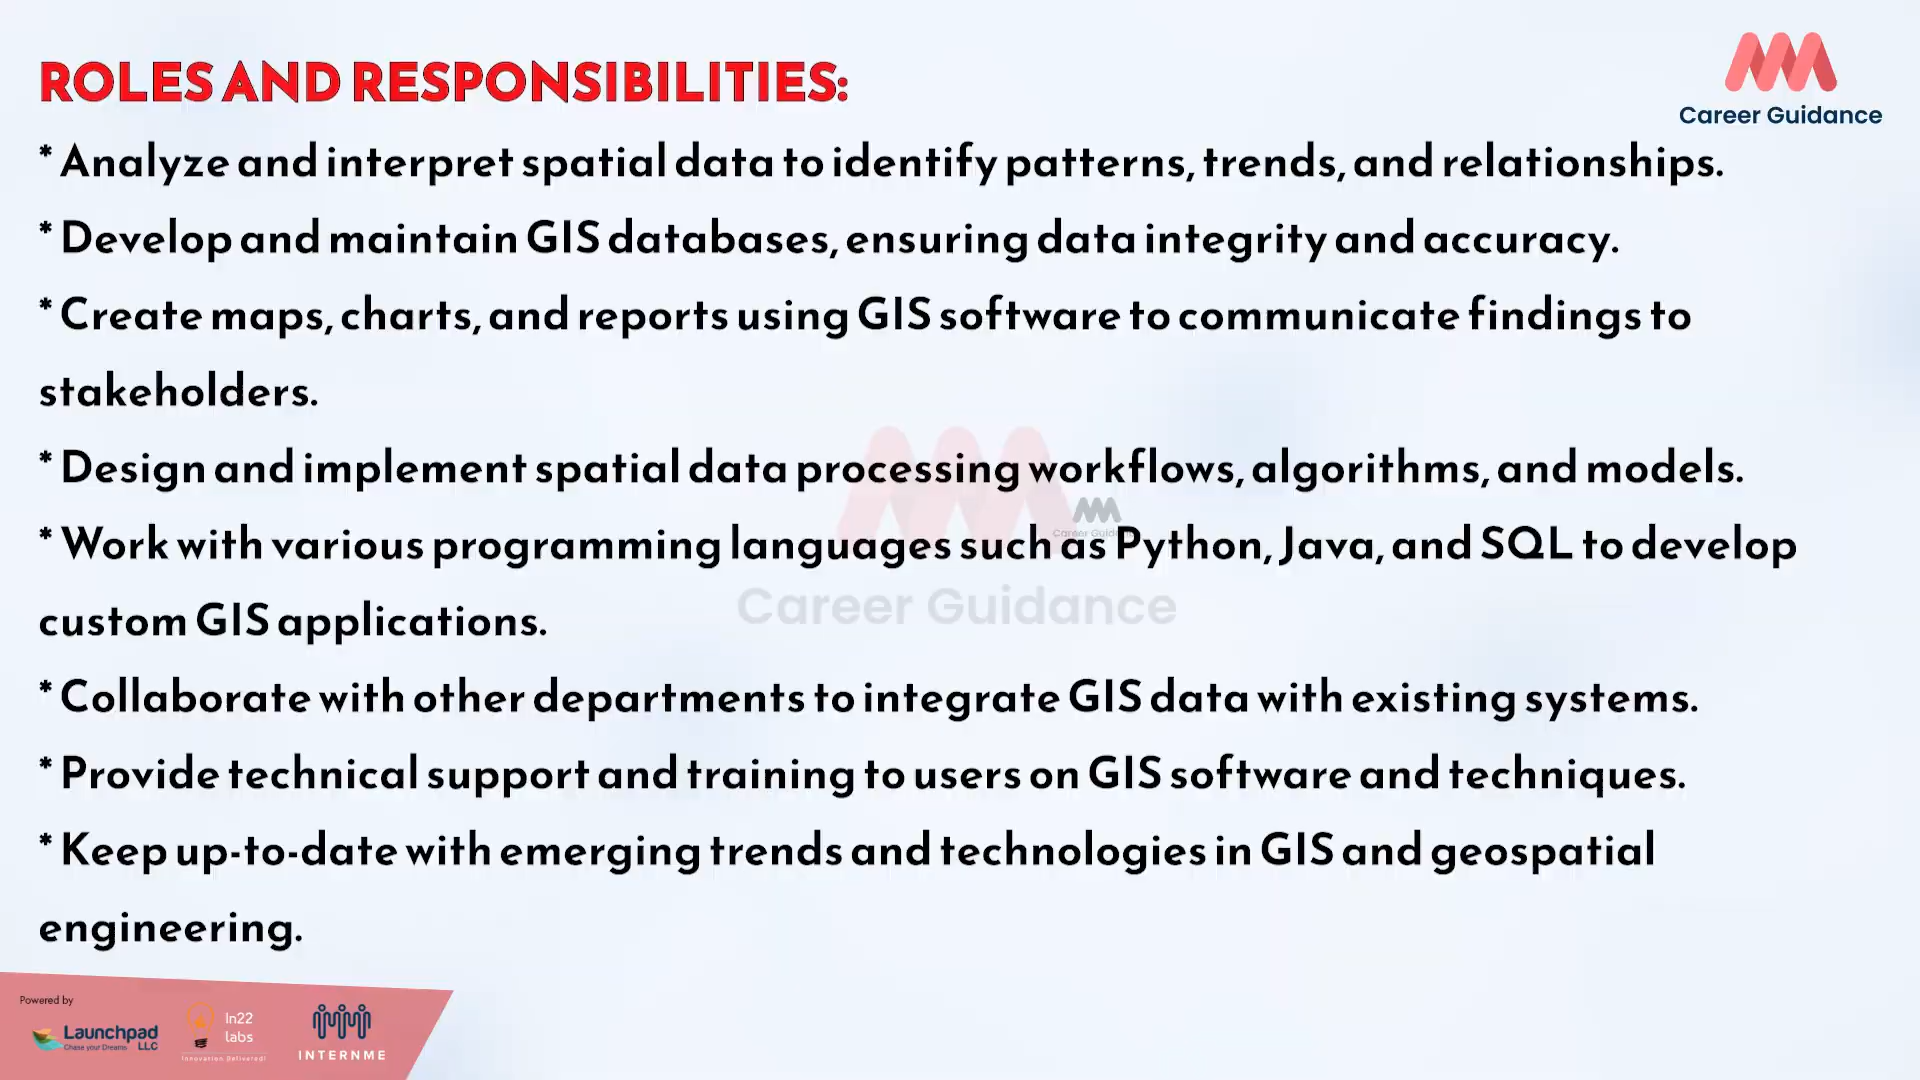 ROLES AND RESPONSIBILITIES:
Career Guidance
* Analyze and interpret spatial data to identify patterns, trends, and relationships.
* Develop and maintain GIS databases, ensuring data integrity and accuracy.
* Create maps, charts, and reports using GIS software to communicate findings to
stakeholders.
* Design and implement spatial data processing workflows, algorithms, and models.
* Work with various programming languages such as Python, Java, and SQL to develop
custom GIS applications.
Career Guidance
* Collaborate with other departments to integrate GIS data with existing systems.
* Provide technical support and training to users on GIS software and techniques.
* Keep up-to-date with emerging trends and technologies in GIS and geospatial
engineering.
Powered by
Launchpad
Chase your Dreams LLC
In22
labs
Innovation Delivered!
INTERNME